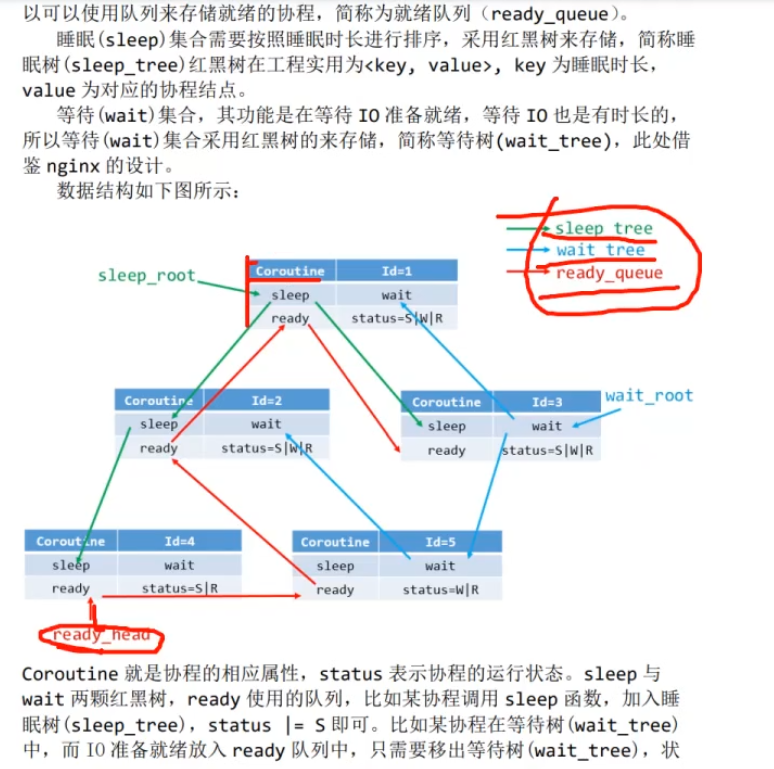 以可以使用队列来存储就绪的协程，简称为就绪队列（ready_queue）。
睡眠(sleep)集合需要按照睡眠时长进行排序，采用红黑树来存储，简称睡
眠树(sleep_tree)红黑树在工程实用为<key, value>, key 为睡眠时长，
value 为对应的协程结点。
等待(wait)集合，其功能是在等待 IO 准备就绪，等待 IO 也是有时长的，
所以等待(wait)集合采用红黑树的来存储，简称等待树(wait_tree)，此处借
鉴 nginx 的设计。
数据结构如下图所示：
sleep_tree
wait_tree
ready_queue
sleep_root
Coroutine Id=1
sleep wait
ready status=S|W|R
Coroutine Id=2
sleep wait
ready status=S|W|R
wait_root
Coroutine Id=3
sleep wait
ready status=S|W|R
Coroutine Id=4
sleep wait
ready status=S|R
Coroutine Id=5
sleep wait
ready status=W|R
ready_head
Coroutine 就是协程的相应属性，status 表示协程的运行状态。sleep 与
wait 两颗红黑树，ready 使用的队列，比如某协程调用 sleep 函数，加入睡
眠树(sleep_tree)，status |= S 即可。比如某协程在等待树(wait_tree)
中，而 IO 准备就绪放入 ready 队列中，只需要移出等待树(wait_tree)，状